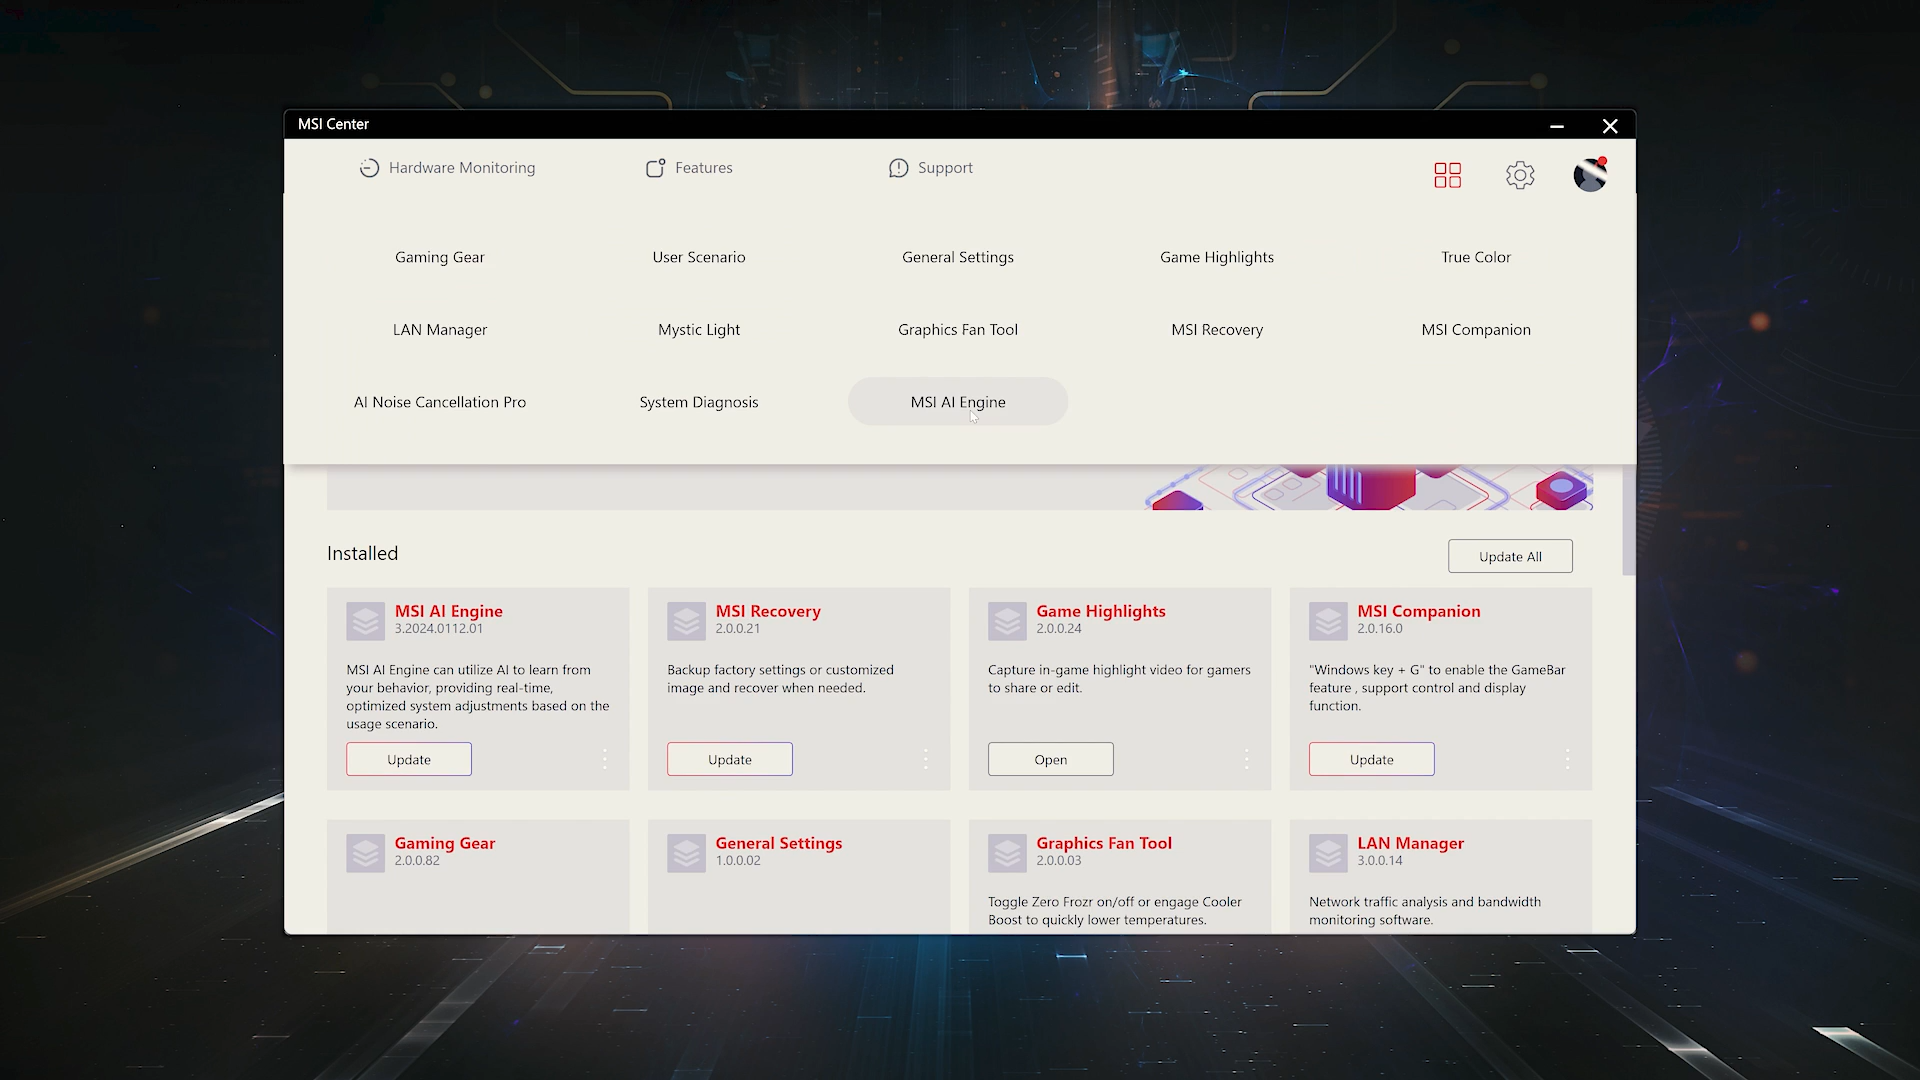 MSI Center
Hardware Monitoring
Features
Support
Gaming Gear
User Scenario
General Settings
Game Highlights
True Color
LAN Manager
Mystic Light
Graphics Fan Tool
MSI Recovery
MSI Companion
AI Noise Cancellation Pro
System Diagnosis
MSI AI Engine
Installed
Update All
MSI AI Engine
3.2024.0112.01
MSI AI Engine can utilize AI to learn from
your behavior, providing real-time,
optimized system adjustments based on the
usage scenario.
Update
MSI Recovery
2.0.0.21
Backup factory settings or customized
image and recover when needed.
Update
Game Highlights
2.0.0.24
Capture in-game highlight video for gamers
to share or edit.
Open
MSI Companion
2.0.16.0
"Windows key + G" to enable the GameBar
feature , support control and display
function.
Update
Gaming Gear
2.0.0.82
General Settings
1.0.0.02
Graphics Fan Tool
2.0.0.03
Toggle Zero Frozr on/off or engage Cooler
Boost to quickly lower temperatures.
LAN Manager
3.0.0.14
Network traffic analysis and bandwidth
monitoring software.